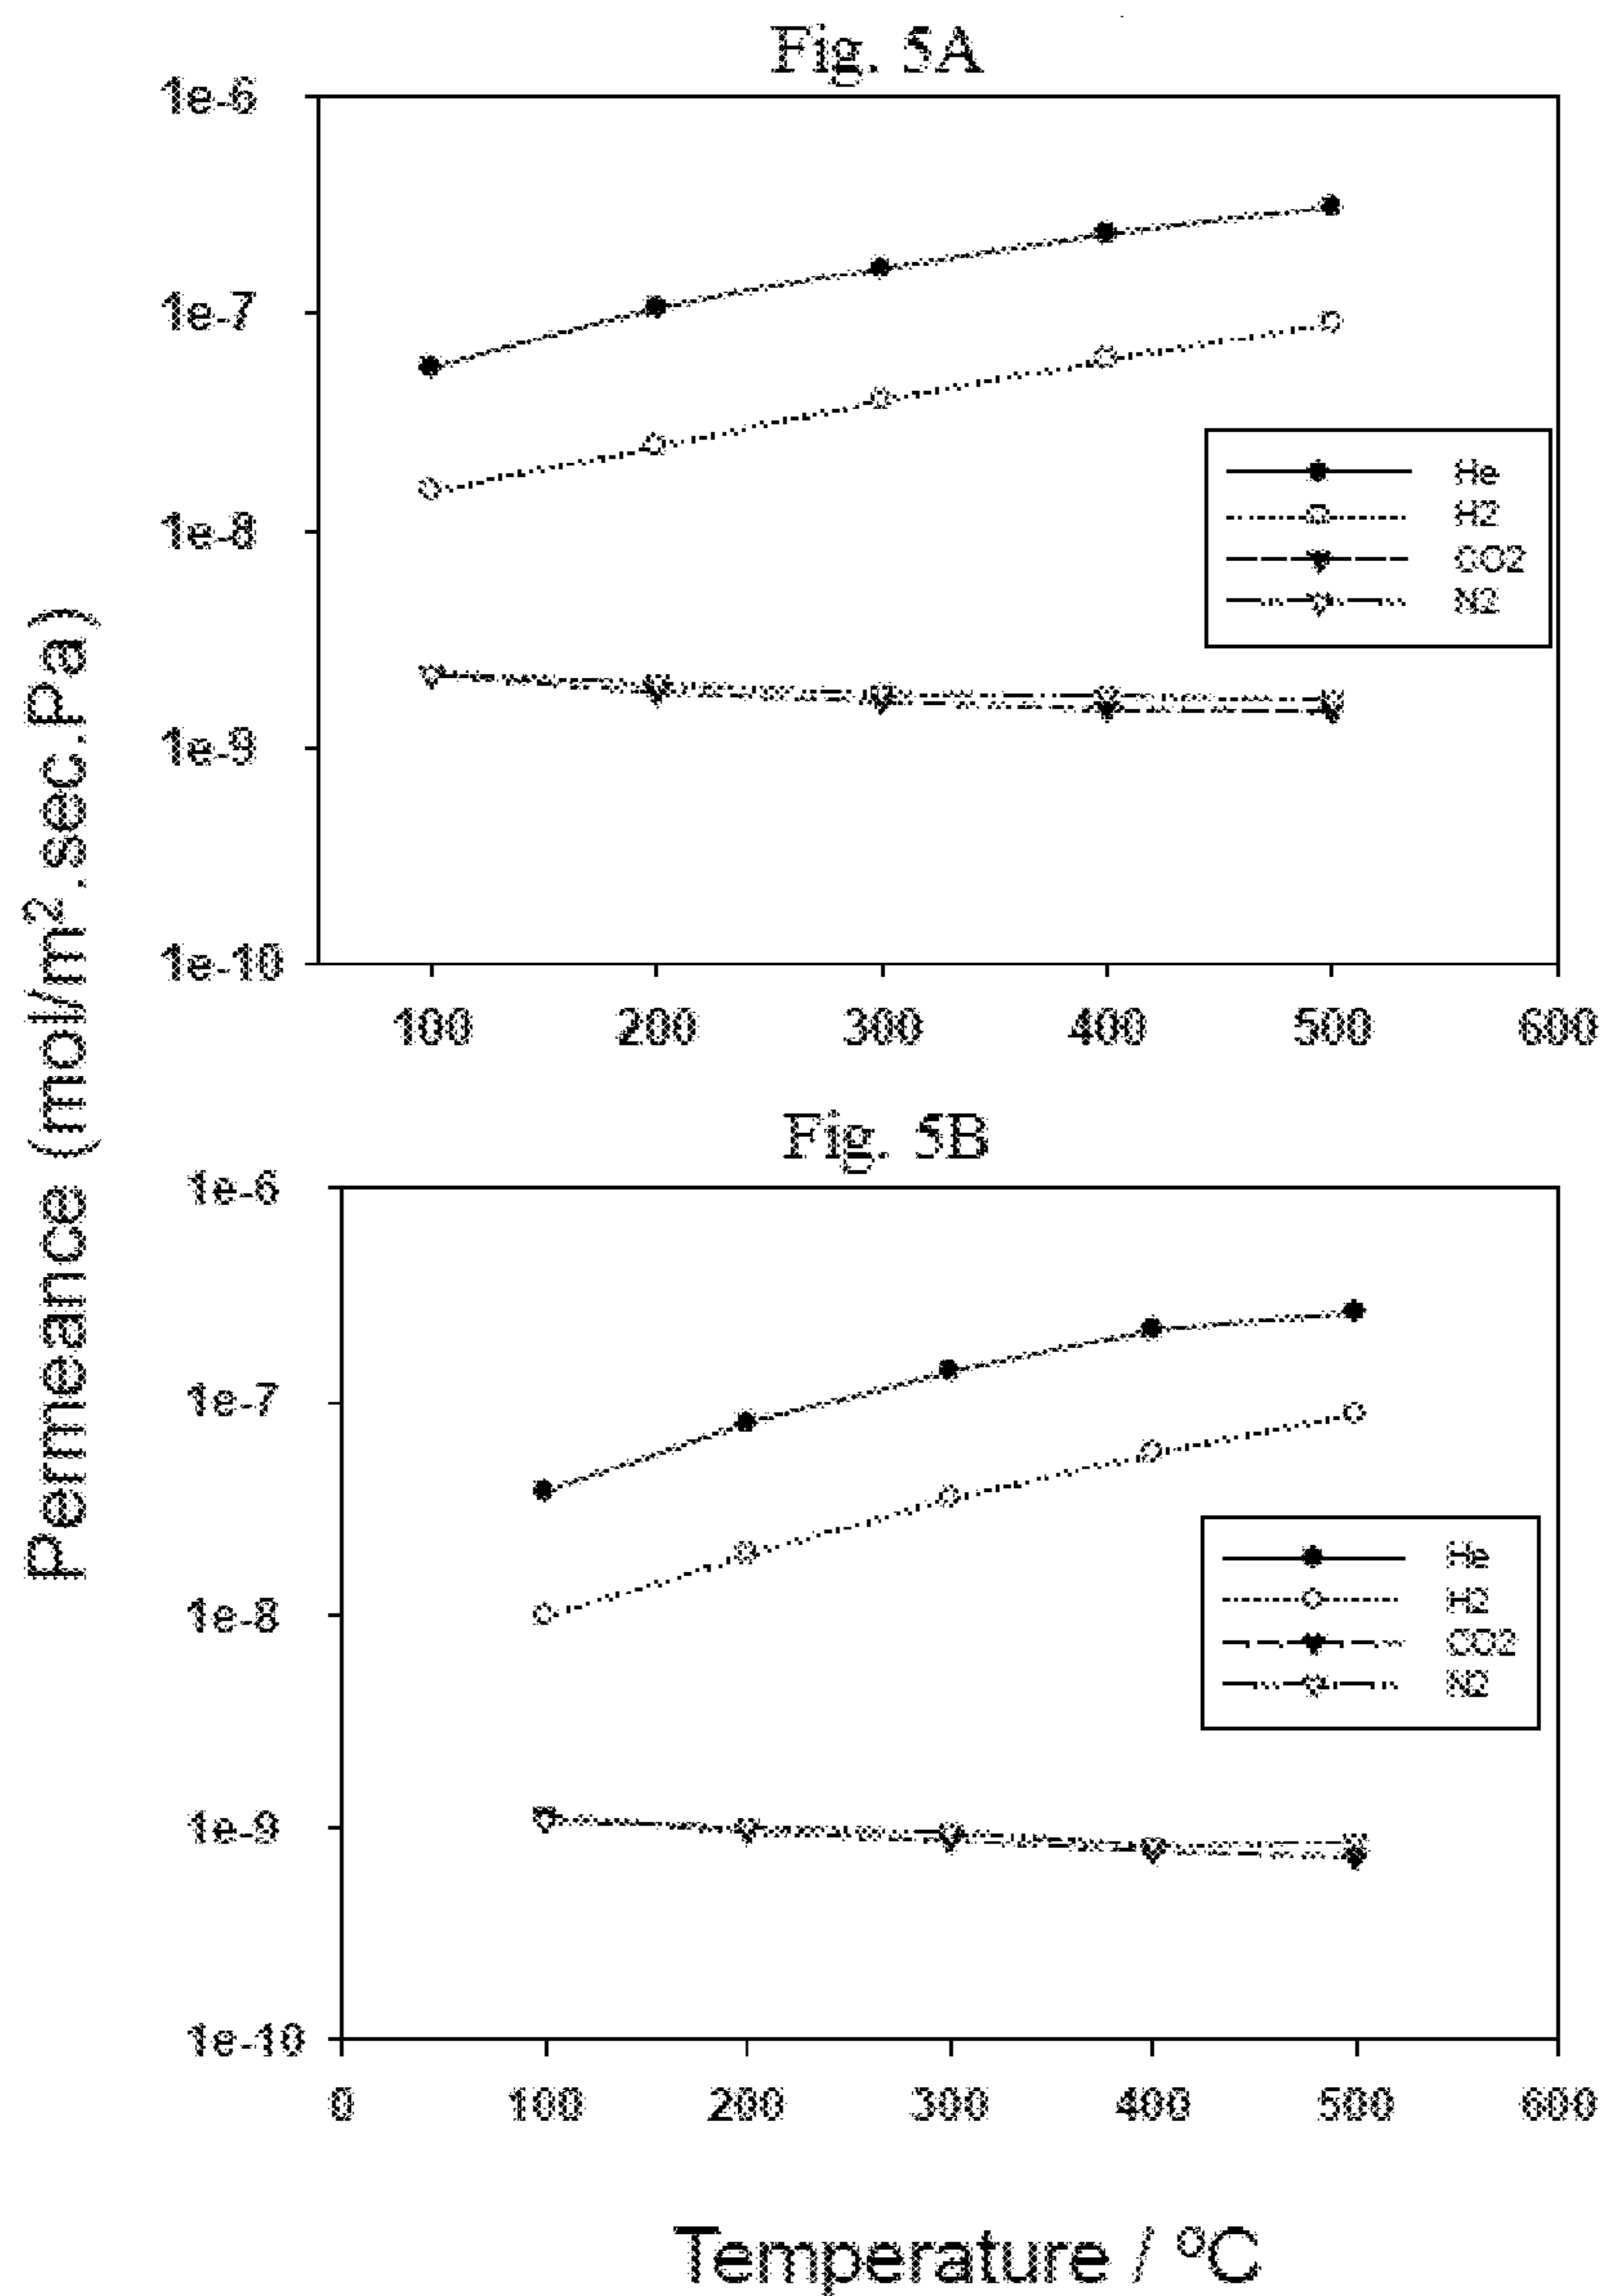 Fig. 5A
1e-6
1e-7
1e-8
1e-9
1e-10
He
H2
CO2
N2
100 200 300 400 500 600
Permeance (mol/m².sec.Pa)
Fig. 5B
1e-6
1e-7
1e-8
1e-9
1e-10
He
H2
CO2
N2
0 100 200 300 400 500 600
Temperature / ºC